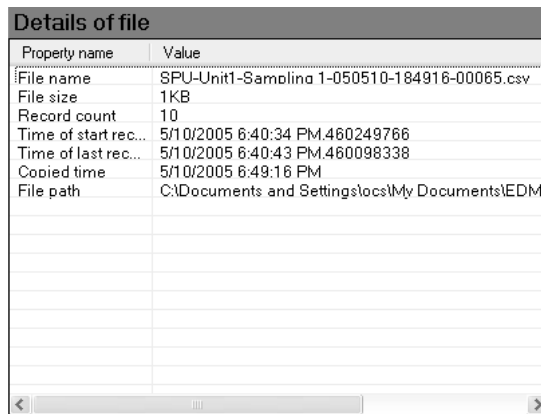 Details of file
Property name Value
File name SPU-Unit1-Sampling 1-050510-184916-00065.csv
File size 1KB
Record count 10
Time of start rec... 5/10/2005 6:40:34 PM.460249766
Time of last rec... 5/10/2005 6:40:43 PM.460098338
Copied time 5/10/2005 6:49:16 PM
File path C:\Documents and Settings\ocs\My Documents\EDM